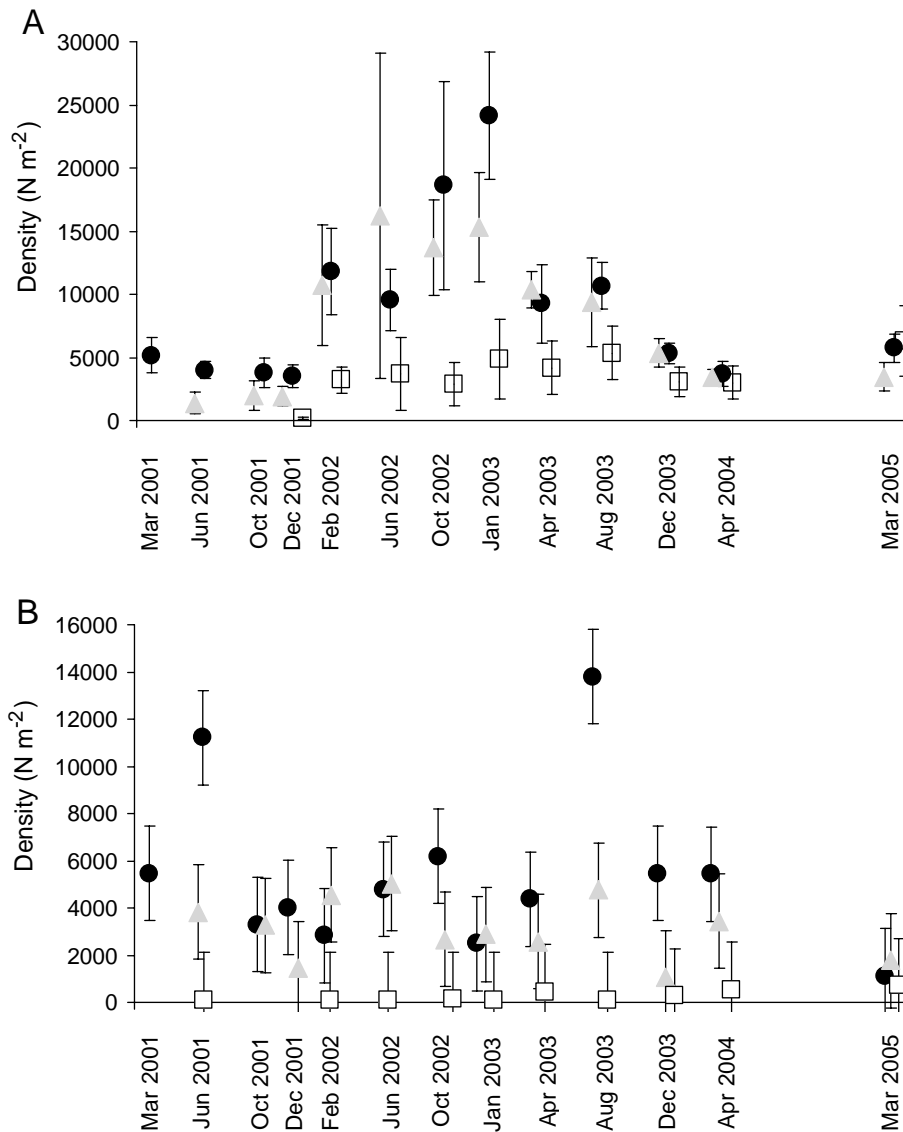 A
Density (N m-2)
30000
25000
20000
15000
10000
5000
0
Mar 2001
Jun 2001
Oct 2001
Dec 2001
Feb 2002
Jun 2002
Oct 2002
Jan 2003
Apr 2003
Aug 2003
Dec 2003
Apr 2004
Mar 2005
B
Density (N m-2)
16000
14000
12000
10000
8000
6000
4000
2000
0
Mar 2001
Jun 2001
Oct 2001
Dec 2001
Feb 2002
Jun 2002
Oct 2002
Jan 2003
Apr 2003
Aug 2003
Dec 2003
Apr 2004
Mar 2005